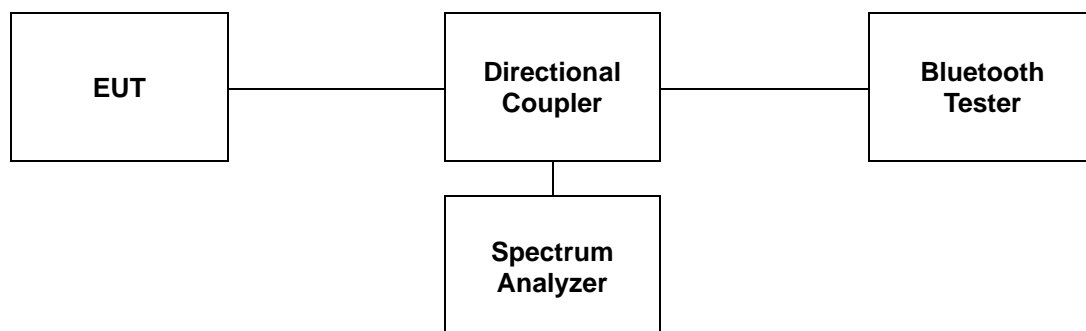 EUT
Directional
Coupler
Bluetooth
Tester
Spectrum
Analyzer